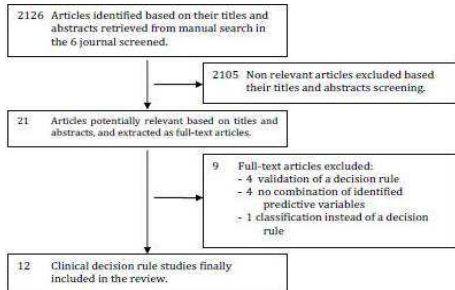 2126 Articles identified based on their titles and
abstracts retrieved from manual search in
the 6 journal screened.
2105 Non relevant articles excluded based
their titles and abstracts screening.
21 Articles potentially relevant based on titles and
abstracts, and extracted as full-text articles.
9 Full-text articles excluded:
- 4 validation of a decision rule
- 4 no combination of identified
predictive variables
- 1 classification instead of a decision
rule
12 Clinical decision rule studies finally
included in the review.